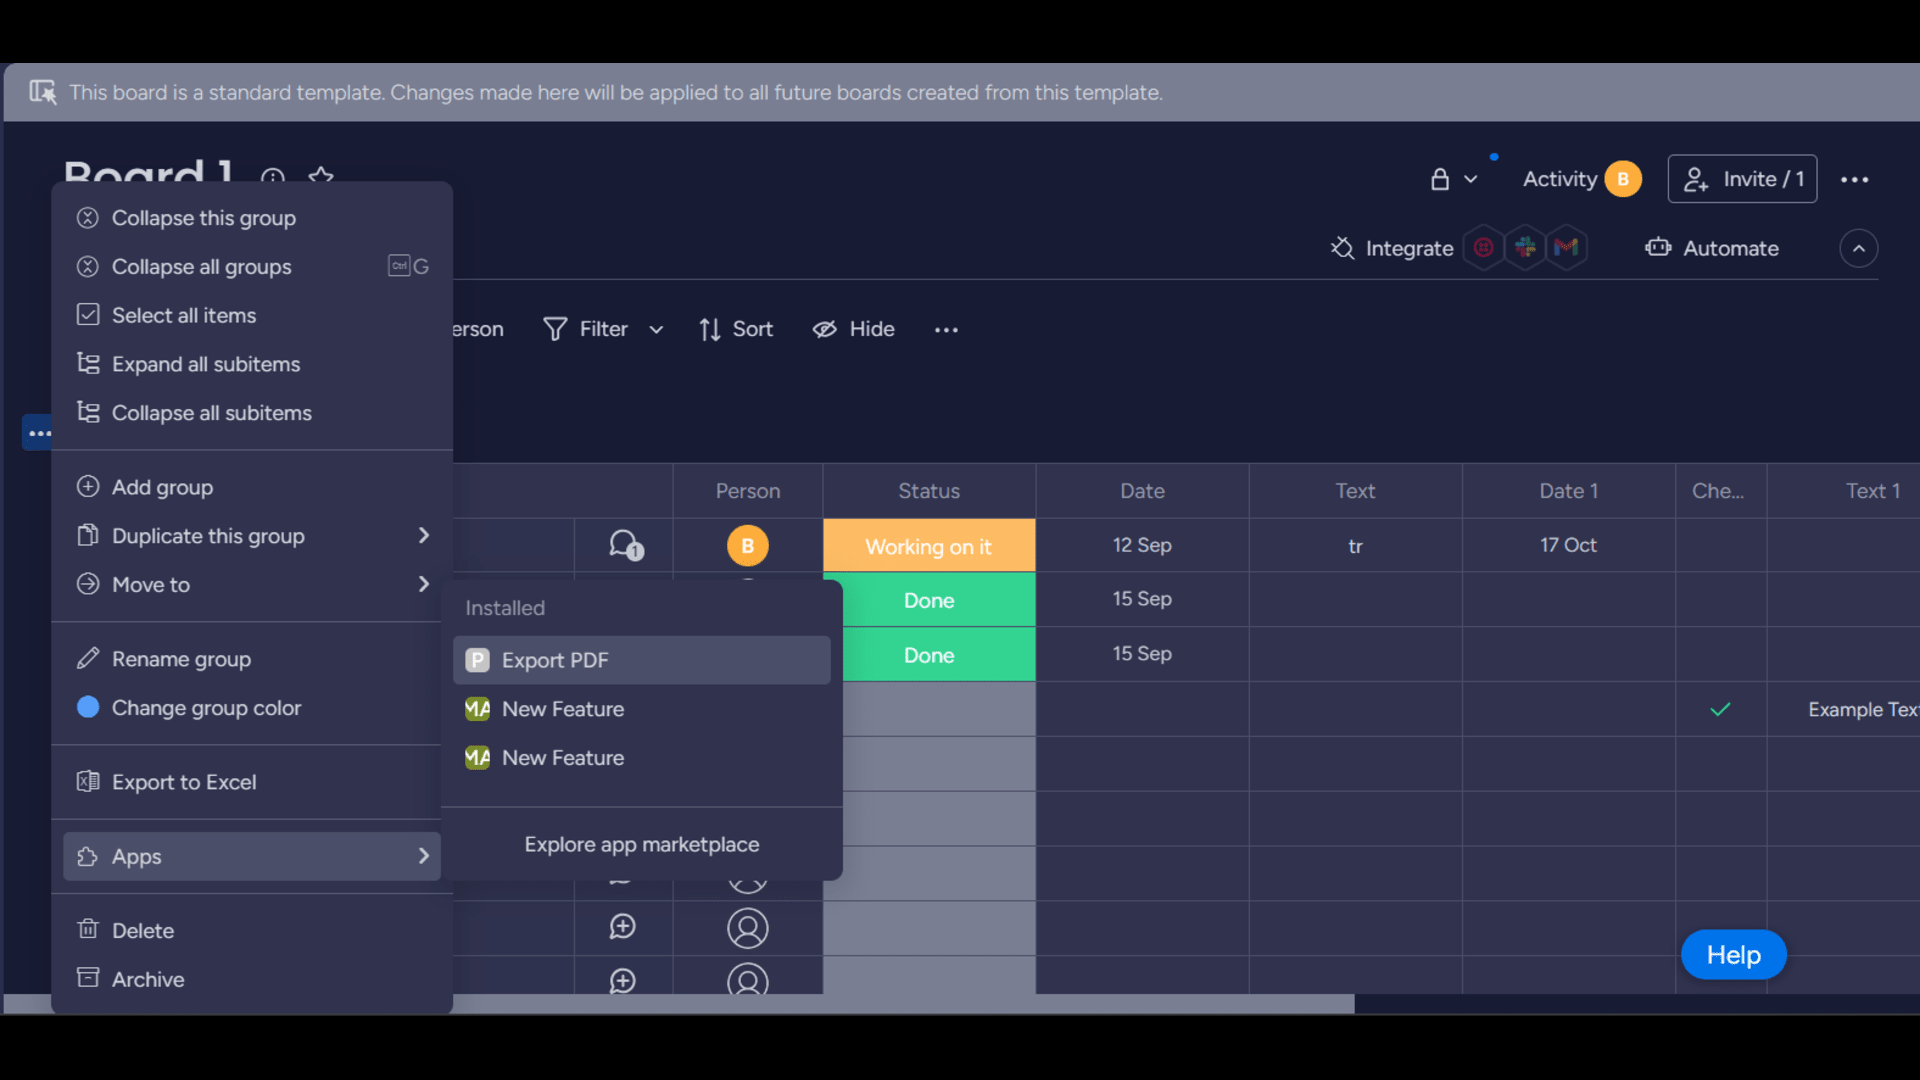 This board is a standard template. Changes made here will be applied to all future boards created from this template.
Board 1
Activity B
Invite / 1
Integrate
Automate
Collapse this group
Collapse all groups Ctrl G
Select all items
Expand all subitems
Collapse all subitems
Add group
Duplicate this group
Move to
Rename group
Change group color
Export to Excel
Apps
Delete
Archive
erson
Filter
Sort
Hide
Person Status Date Text Date 1 Che... Text 1
1 B Working on it 12 Sep tr 17 Oct
Done 15 Sep
Done 15 Sep
Example Text
Installed
P Export PDF
MA New Feature
MA New Feature
Explore app marketplace
Help